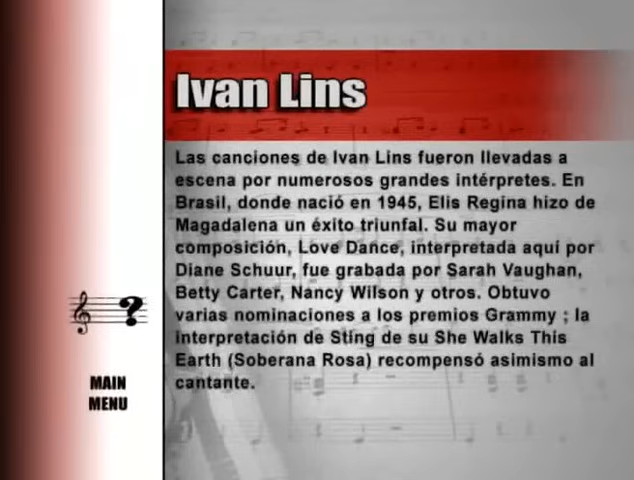 Ivan Lins
Las canciones de Ivan Lins fueron llevadas a
escena por numerosos grandes intérpretes. En
Brasil, donde nació en 1945, Elis Regina hizo de
Magadalena un éxito triunfal. Su mayor
composición, Love Dance, interpretada aquí por
Diane Schuur, fue grabada por Sarah Vaughan,
Betty Carter, Nancy Wilson y otros. Obtuvo
varias nominaciones a los premios Grammy ; la
interpretación de Sting de su She Walks This
Earth (Soberana Rosa) recompensó asimismo al
cantante.
MAIN
MENU